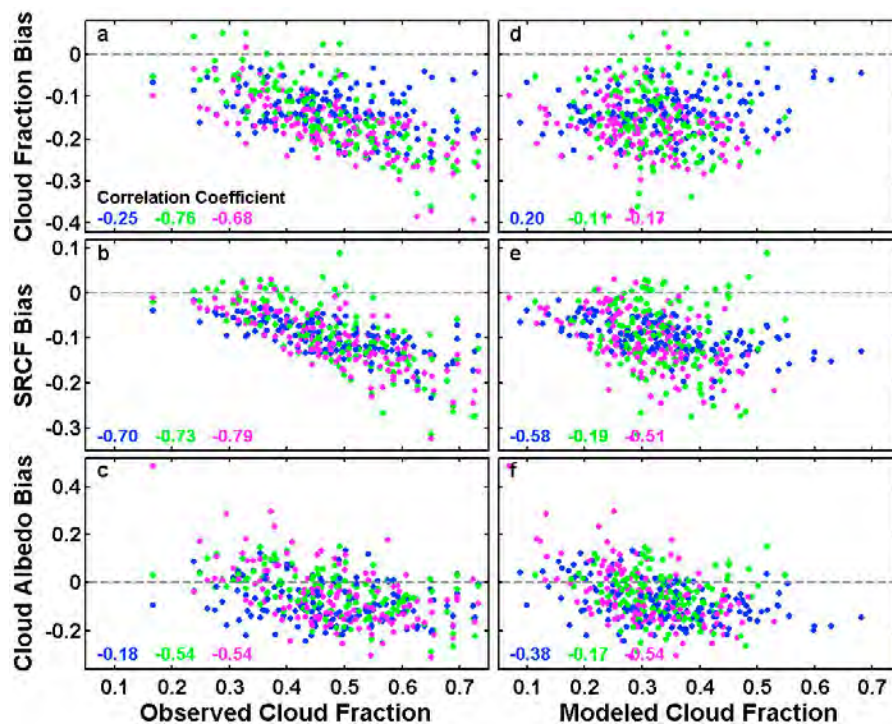 Cloud Fraction Bias
0
-0.1
-0.2
-0.3
-0.4
a
Correlation Coefficient
-0.25 -0.76 -0.68
d
0.20 -0.11 -0.17
SRCF Bias
0.1
0
-0.1
-0.2
-0.3
b
-0.70 -0.73 -0.79
e
-0.58 -0.19 -0.51
Cloud Albedo Bias
0.4
0.2
0
-0.2
c
-0.18 -0.54 -0.54
f
-0.38 -0.17 -0.54
0.1 0.2 0.3 0.4 0.5 0.6 0.7
0.1 0.2 0.3 0.4 0.5 0.6 0.7
Observed Cloud Fraction
Modeled Cloud Fraction